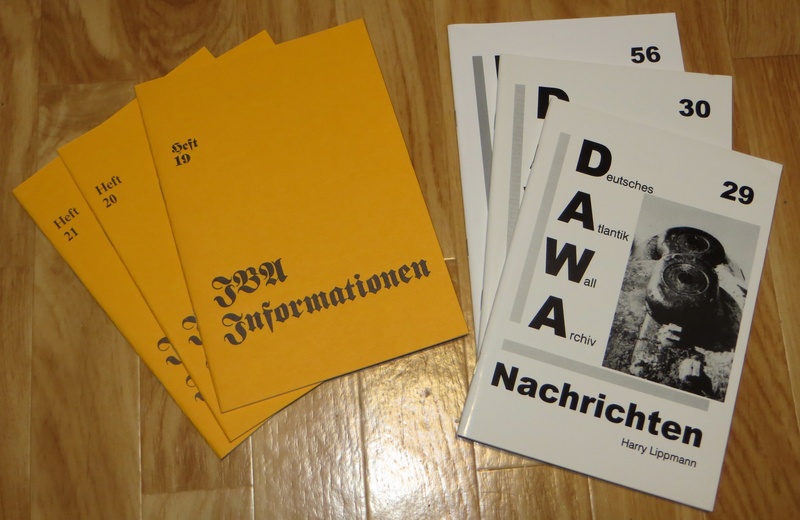 Heft
21
Heft
20
Heft
19
IBA
Informationen
56
30
D
29
Deutsches
Atlantik
Wall
Archiv
Nachrichten
Harry Lippmann